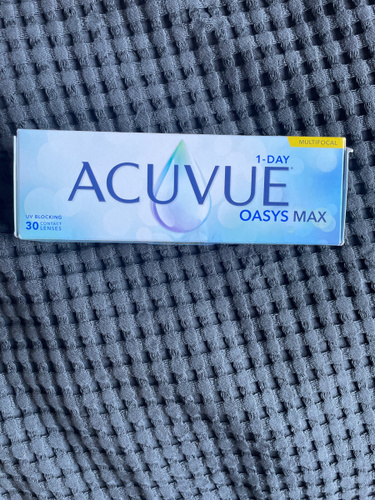 MULTIFOCAL
1-DAY
ACUVUE
OASYS MAX
UV BLOCKING
30 CONTACT LENSES